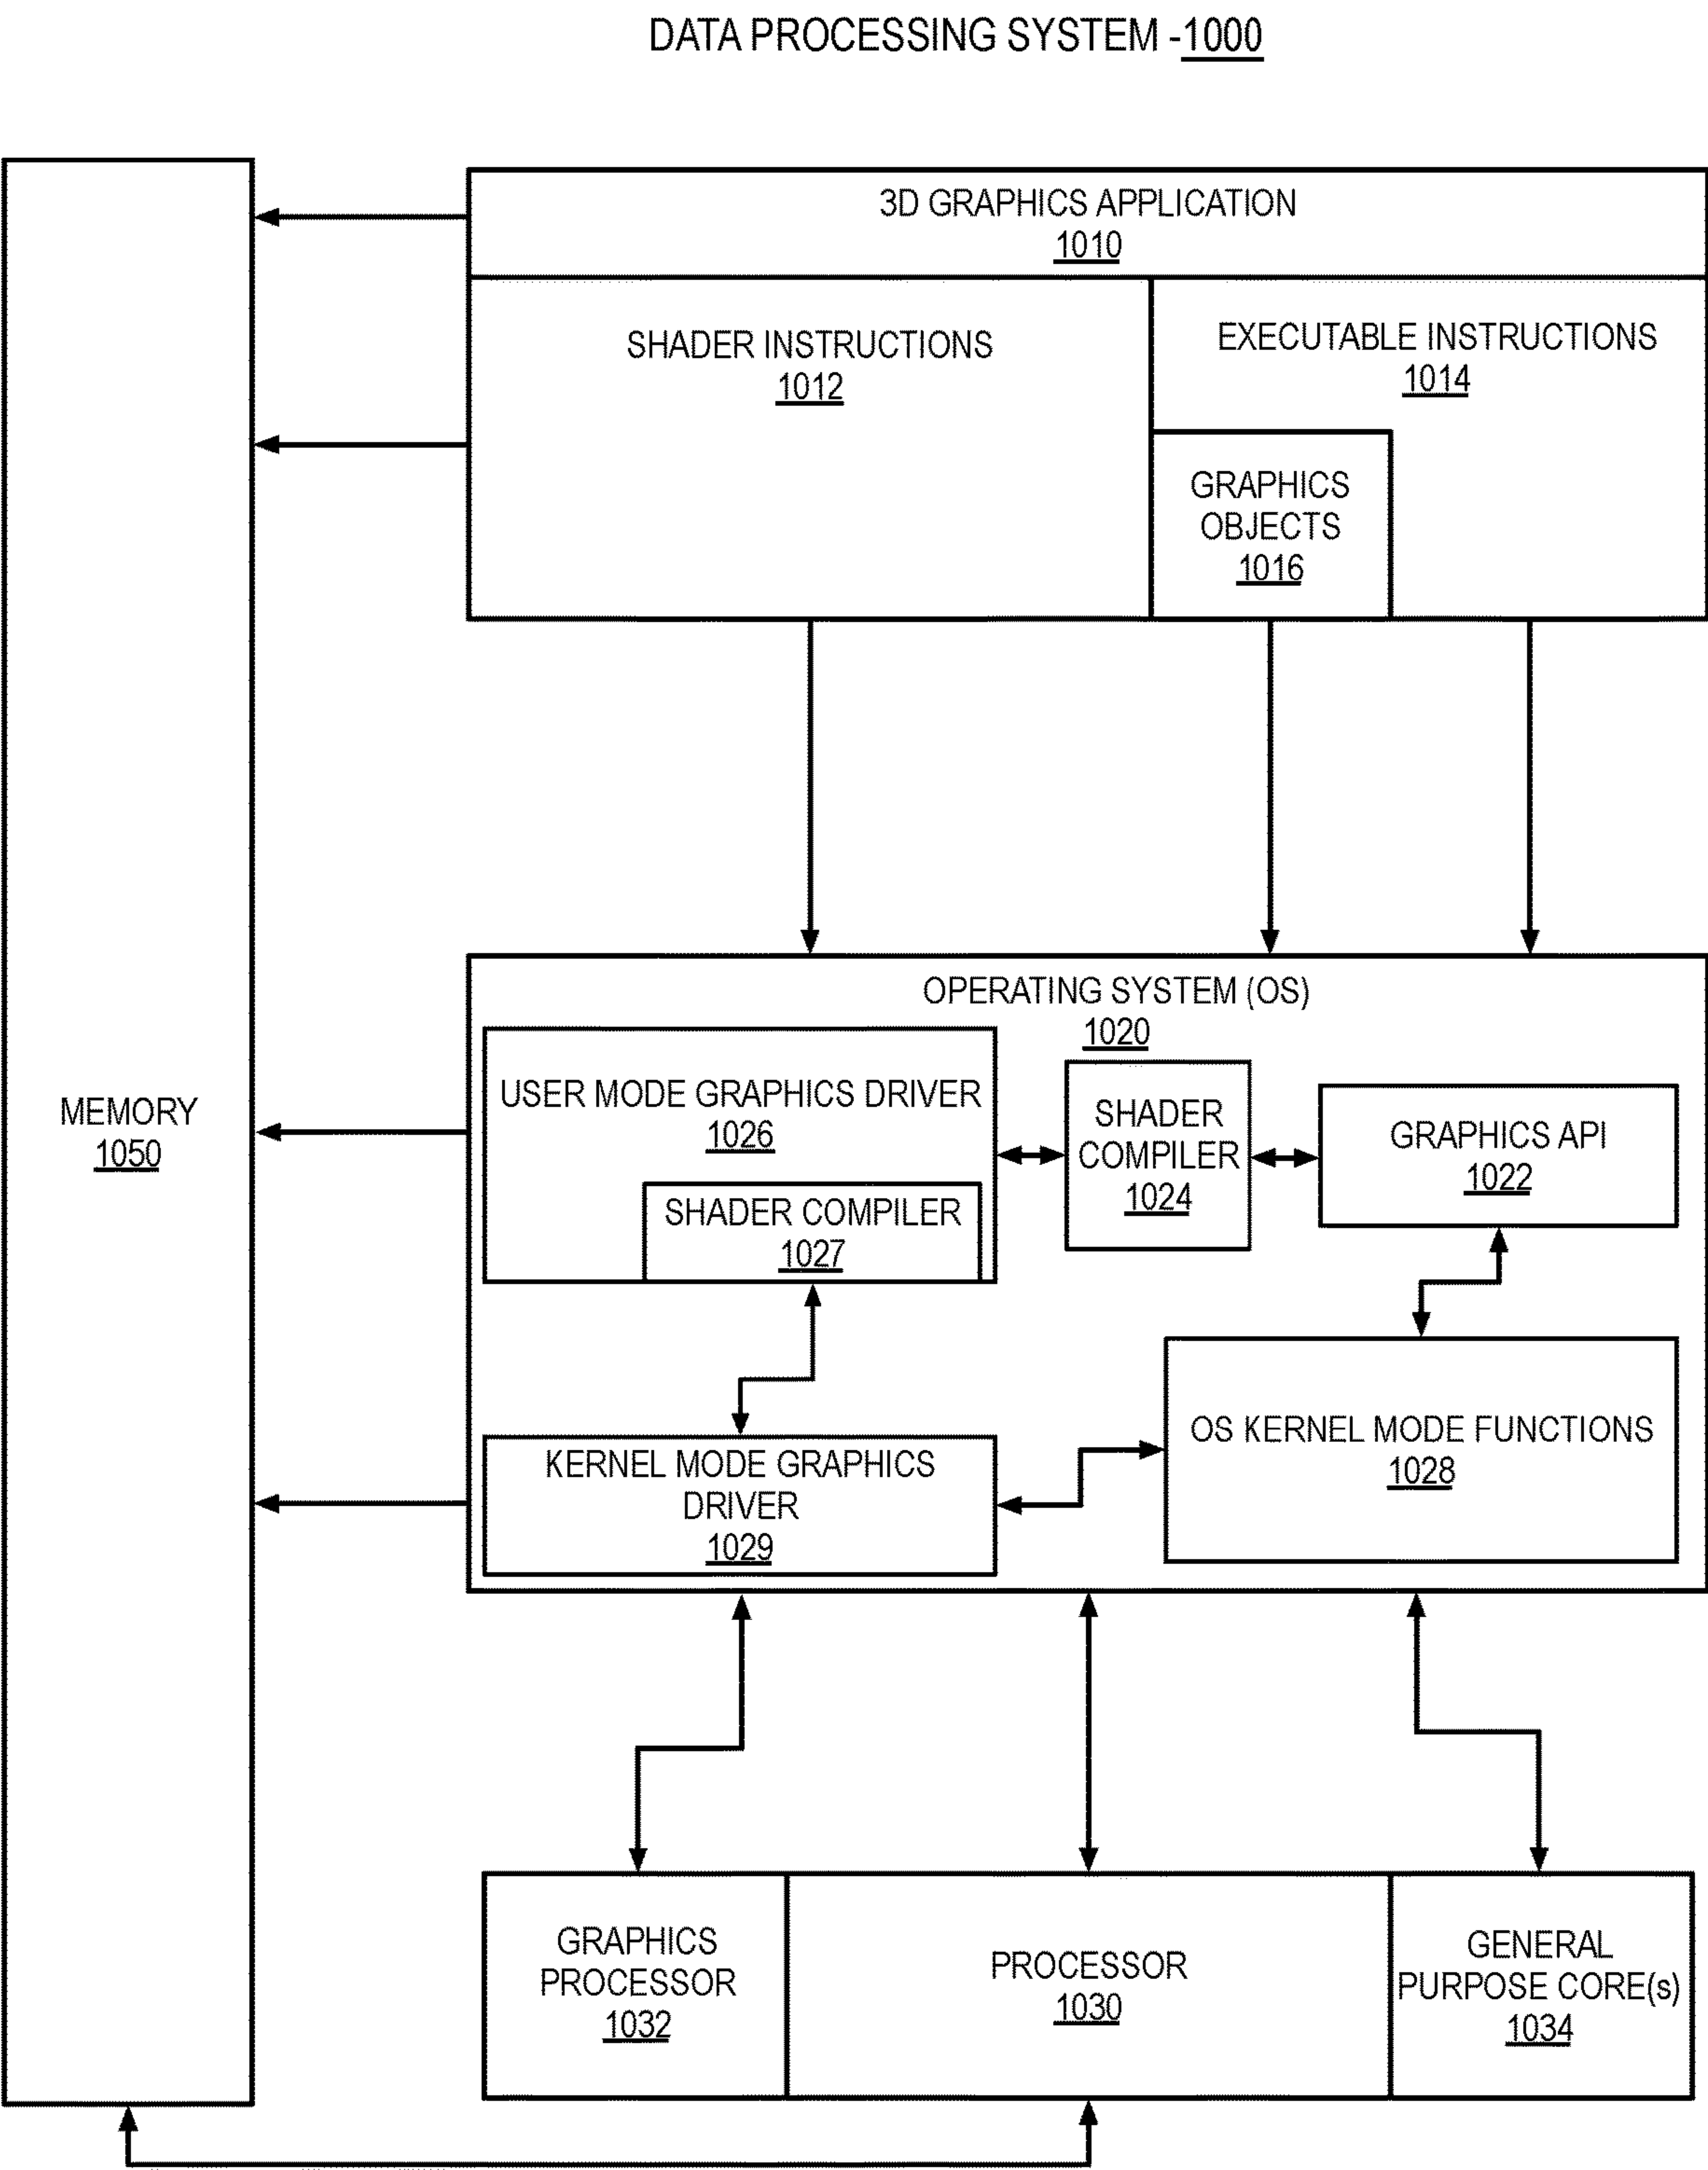 DATA PROCESSING SYSTEM -1000
3D GRAPHICS APPLICATION
1010
SHADER INSTRUCTIONS
1012
EXECUTABLE INSTRUCTIONS
1014
GRAPHICS
OBJECTS
1016
MEMORY
1050
OPERATING SYSTEM (OS)
1020
USER MODE GRAPHICS DRIVER
1026
SHADER COMPILER
1027
SHADER
COMPILER
1024
GRAPHICS API
1022
KERNEL MODE GRAPHICS
DRIVER
1029
OS KERNEL MODE FUNCTIONS
1028
GRAPHICS
PROCESSOR
1032
PROCESSOR
1030
GENERAL
PURPOSE CORE(s)
1034